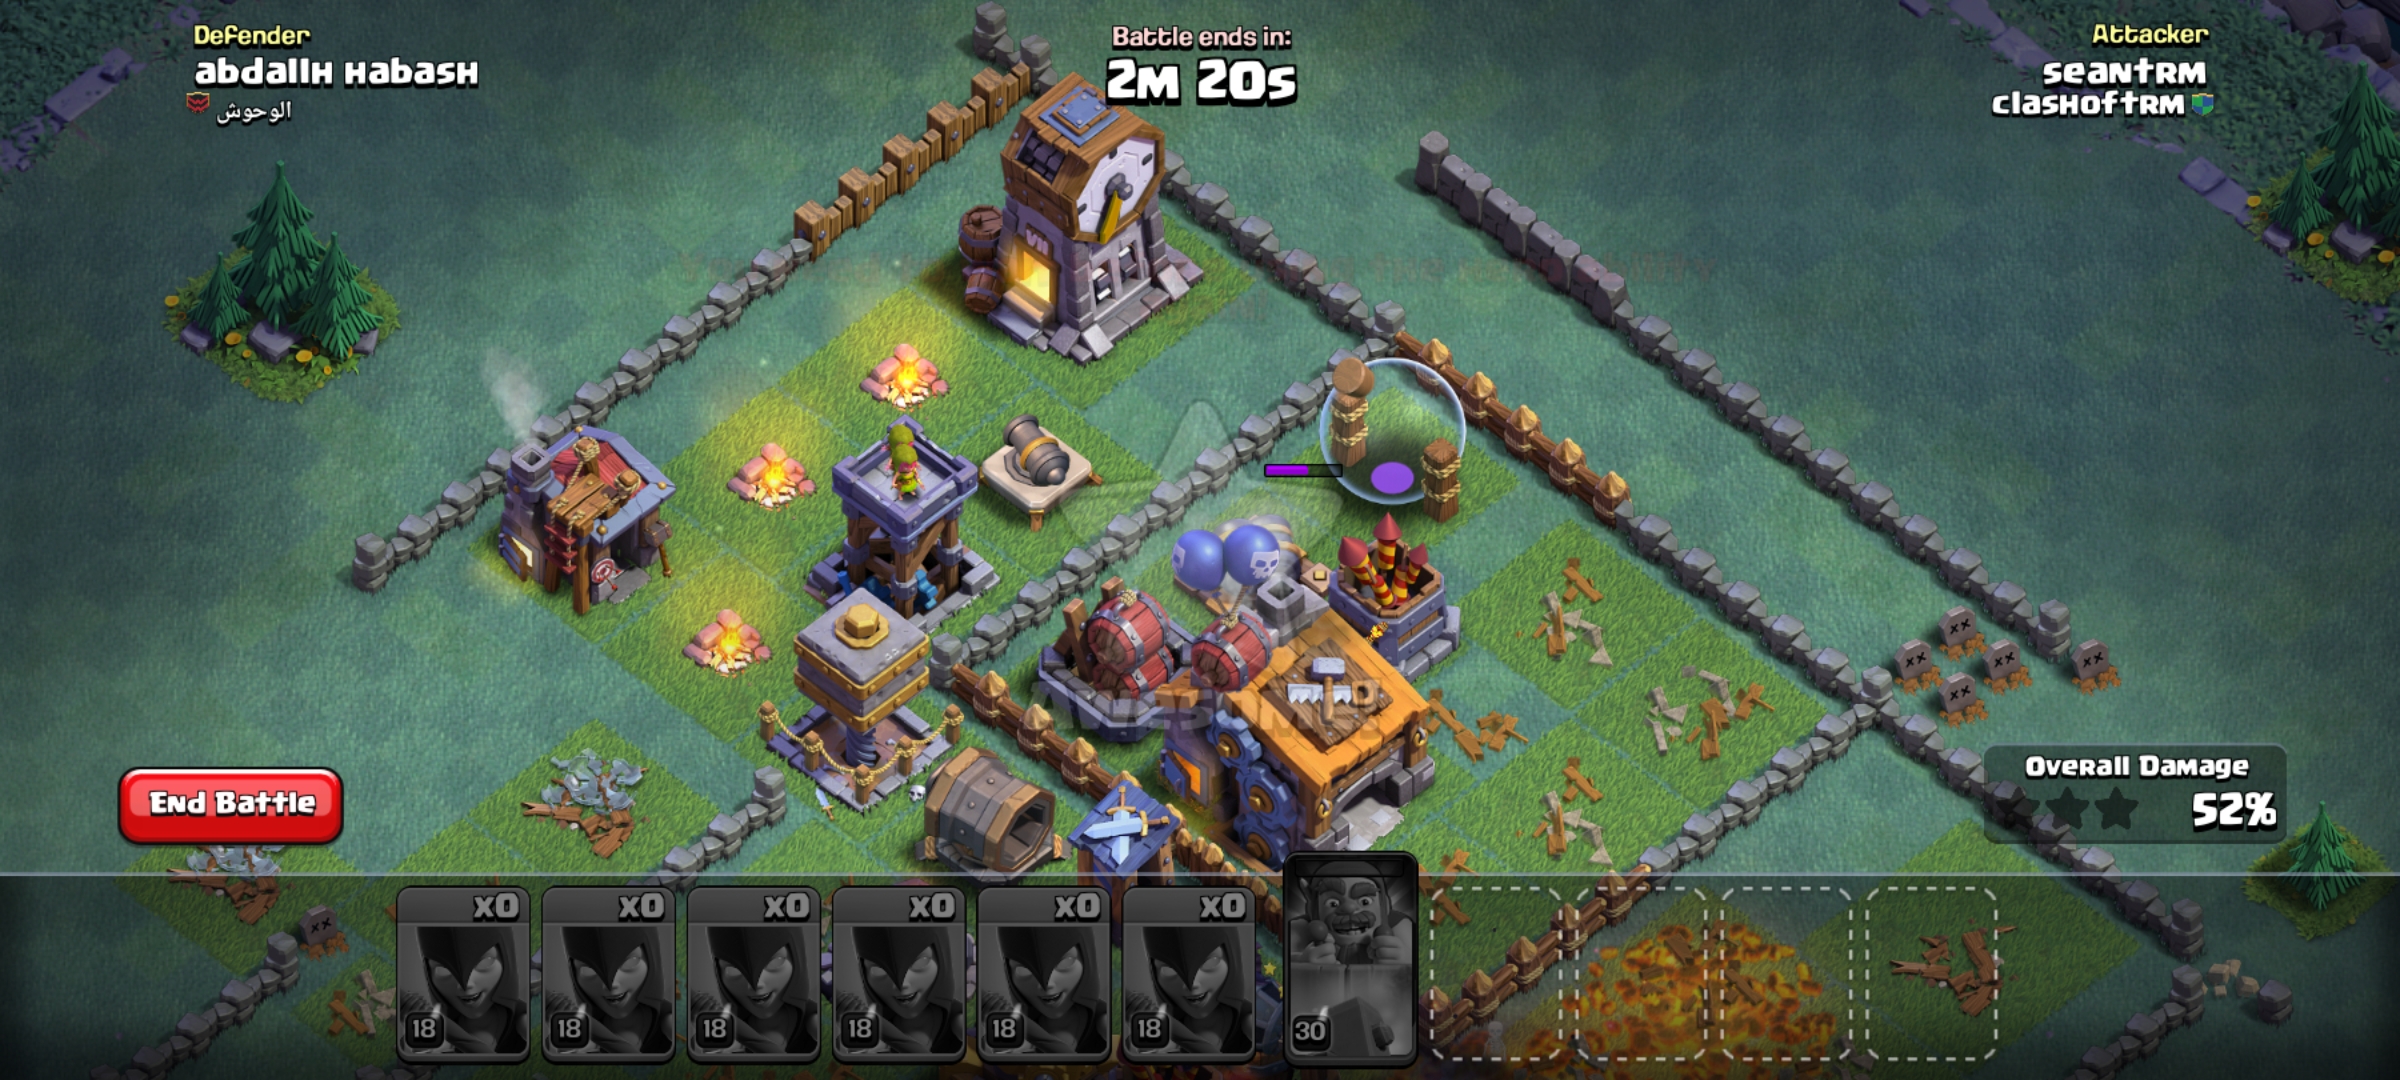 Defender
abdallH HabasH
الوحوش
Battle ends in:
2M 20s
Attacker
seantRM
clasHoftRM
AWESOME!
End Battle
Overall Damage
52%
x0
x0
x0
x0
x0
x0
18
18
18
18
18
18
30